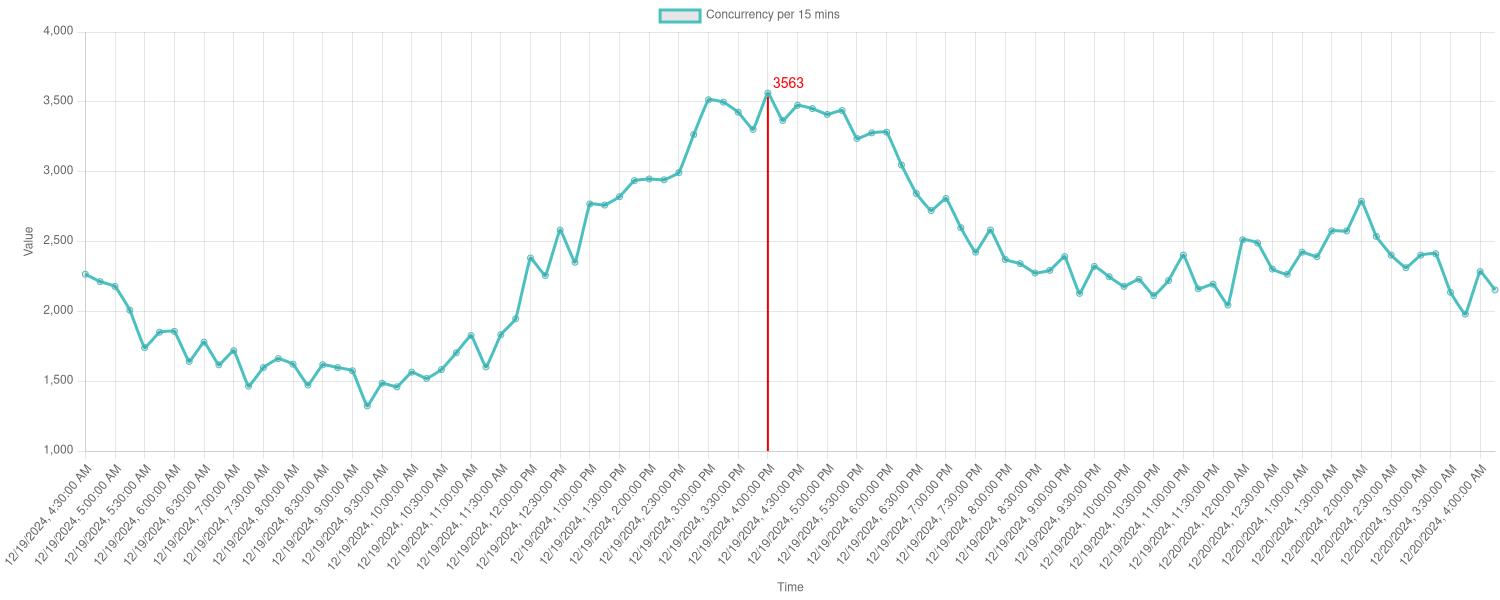 Concurrency per 15 mins
4,000
3,500
3,000
2,500
2,000
1,500
1,000
Value
3563
12/19/2024, 4:30:00 AM
12/19/2024, 5:00:00 AM
12/19/2024, 5:30:00 AM
12/19/2024, 6:00:00 AM
12/19/2024, 6:30:00 AM
12/19/2024, 7:00:00 AM
12/19/2024, 7:30:00 AM
12/19/2024, 8:00:00 AM
12/19/2024, 8:30:00 AM
12/19/2024, 9:00:00 AM
12/19/2024, 9:30:00 AM
12/19/2024, 10:00:00 AM
12/19/2024, 10:30:00 AM
12/19/2024, 11:00:00 AM
12/19/2024, 11:30:00 AM
12/19/2024, 12:00:00 PM
12/19/2024, 12:30:00 PM
12/19/2024, 1:00:00 PM
12/19/2024, 1:30:00 PM
12/19/2024, 2:00:00 PM
12/19/2024, 2:30:00 PM
12/19/2024, 3:00:00 PM
12/19/2024, 3:30:00 PM
12/19/2024, 4:00:00 PM
12/19/2024, 4:30:00 PM
12/19/2024, 5:00:00 PM
12/19/2024, 5:30:00 PM
12/19/2024, 6:00:00 PM
12/19/2024, 6:30:00 PM
12/19/2024, 7:00:00 PM
12/19/2024, 7:30:00 PM
12/19/2024, 8:00:00 PM
12/19/2024, 8:30:00 PM
12/19/2024, 9:00:00 PM
12/19/2024, 9:30:00 PM
12/19/2024, 10:00:00 PM
12/19/2024, 10:30:00 PM
12/19/2024, 11:00:00 PM
12/19/2024, 11:30:00 PM
12/20/2024, 12:00:00 AM
12/20/2024, 12:30:00 AM
12/20/2024, 1:00:00 AM
12/20/2024, 1:30:00 AM
12/20/2024, 2:00:00 AM
12/20/2024, 2:30:00 AM
12/20/2024, 3:00:00 AM
12/20/2024, 3:30:00 AM
12/20/2024, 4:00:00 AM
Time